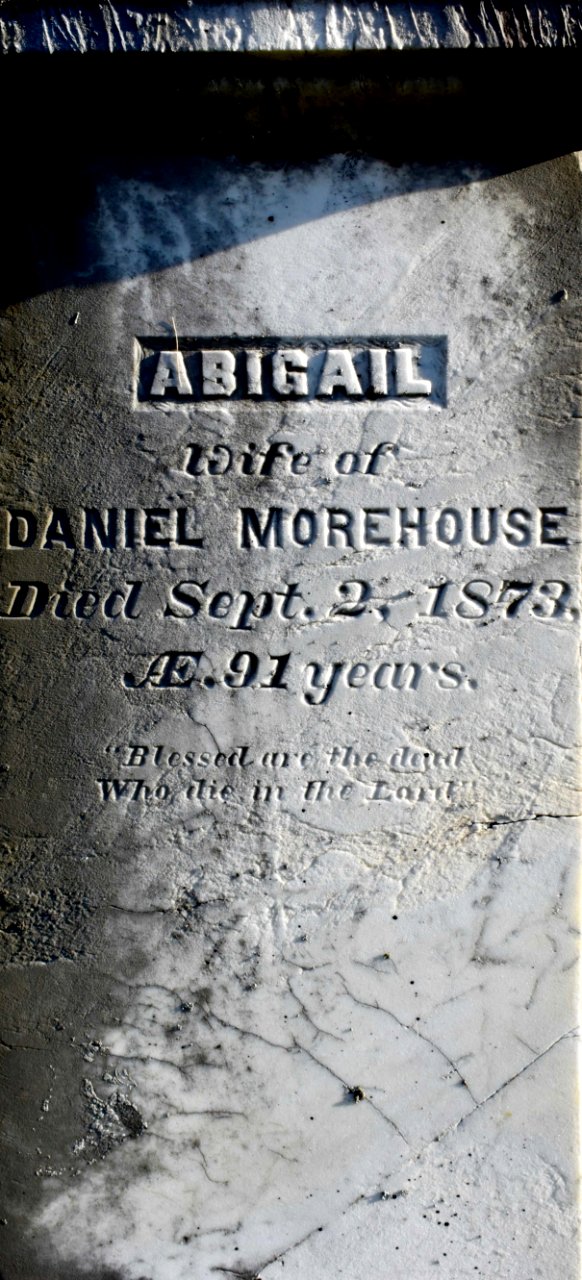 ABIGAIL
Wife of
DANIEL MOREHOUSE
Died Sept. 2, 1873.
Æ. 91 years.
"Blessed are the dead
Who die in the Lord"